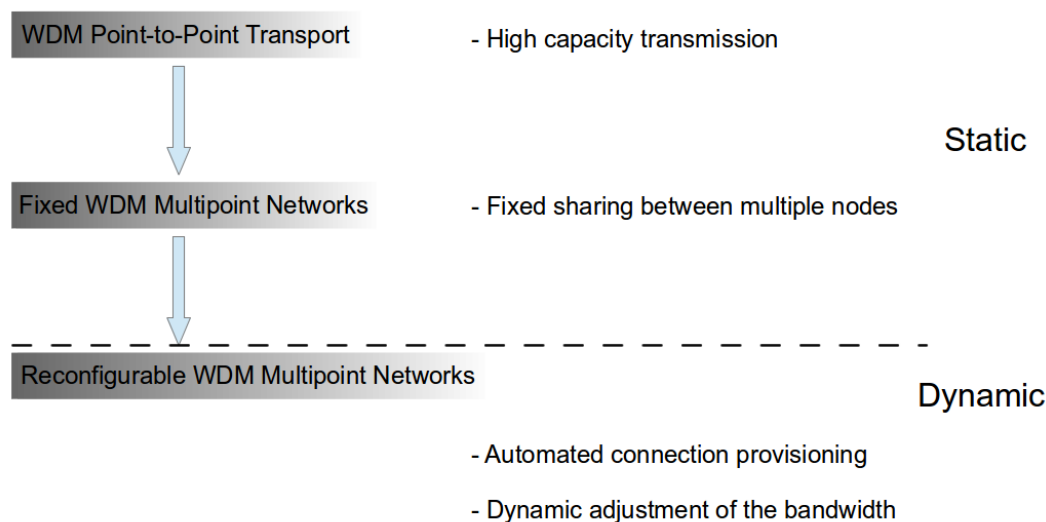 WDM Point-to-Point Transport
- High capacity transmission
Static
Fixed WDM Multipoint Networks
- Fixed sharing between multiple nodes
Reconfigurable WDM Multipoint Networks
Dynamic
- Automated connection provisioning
- Dynamic adjustment of the bandwidth